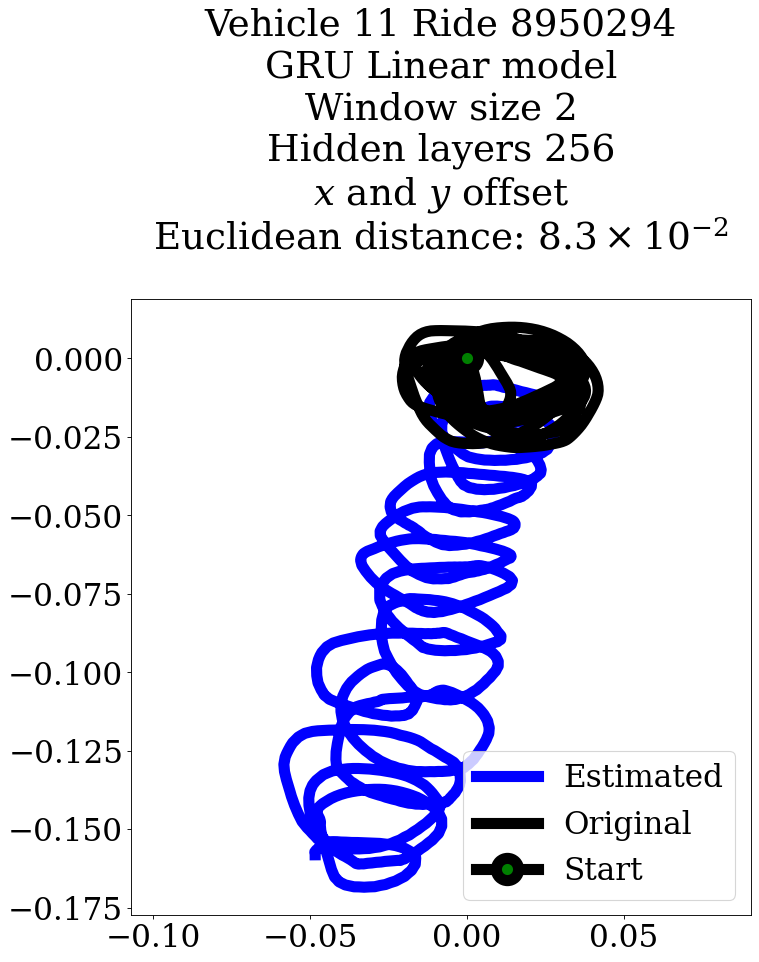 Vehicle 11 Ride 8950294
GRU Linear model
Window size 2
Hidden layers 256
x and y offset
Euclidean distance: 8.3 × 10⁻²
0.000
−0.025
−0.050
−0.075
−0.100
−0.125
−0.150
−0.175
−0.10
−0.05
0.00
0.05
Estimated
Original
Start